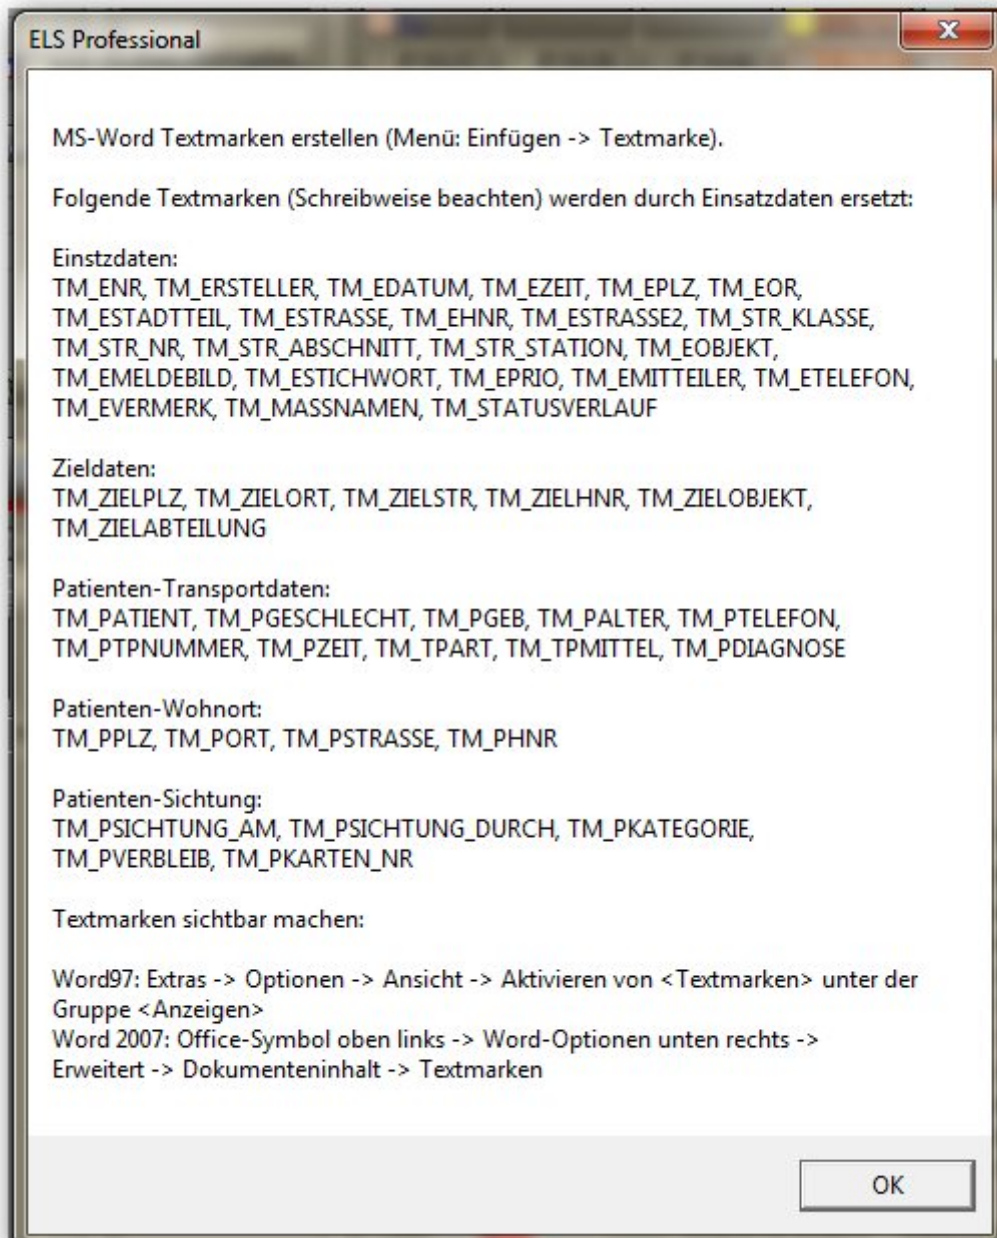 ELS Professional
MS-Word Textmarken erstellen (Menü: Einfügen -> Textmarke).
Folgende Textmarken (Schreibweise beachten) werden durch Einsatzdaten ersetzt:
Einstzdaten:
TM_ENR, TM_ERSTELLER, TM_EDATUM, TM_EZEIT, TM_EPLZ, TM_EOR,
TM_ESTADTTEIL, TM_ESTRASSE, TM_EHNR, TM_ESTRASSE2, TM_STR_KLASSE,
TM_STR_NR, TM_STR_ABSCHNITT, TM_STR_STATION, TM_EOBJEKT,
TM_EMELDEBILD, TM_ESTICHWORT, TM_EPRIO, TM_EMITTEILER, TM_ETELEFON,
TM_EVERMERK, TM_MASSNAMEN, TM_STATUSVERLAUF
Zieldaten:
TM_ZIELPLZ, TM_ZIELORT, TM_ZIELSTR, TM_ZIELHNR, TM_ZIELOBJEKT,
TM_ZIELABTEILUNG
Patienten-Transportdaten:
TM_PATIENT, TM_PGESCHLECHT, TM_PGEB, TM_PALTER, TM_PTELEFON,
TM_PTPNUMMER, TM_PZEIT, TM_TPART, TM_TPMITTEL, TM_PDIAGNOSE
Patienten-Wohnort:
TM_PPLZ, TM_PORT, TM_PSTRASSE, TM_PHNR
Patienten-Sichtung:
TM_PSICHTUNG_AM, TM_PSICHTUNG_DURCH, TM_PKATEGORIE,
TM_PVERBLEIB, TM_PKARTEN_NR
Textmarken sichtbar machen:
Word97: Extras -> Optionen -> Ansicht -> Aktivieren von <Textmarken> unter der
Gruppe <Anzeigen>
Word 2007: Office-Symbol oben links -> Word-Optionen unten rechts ->
Erweitert -> Dokumenteninhalt -> Textmarken
OK